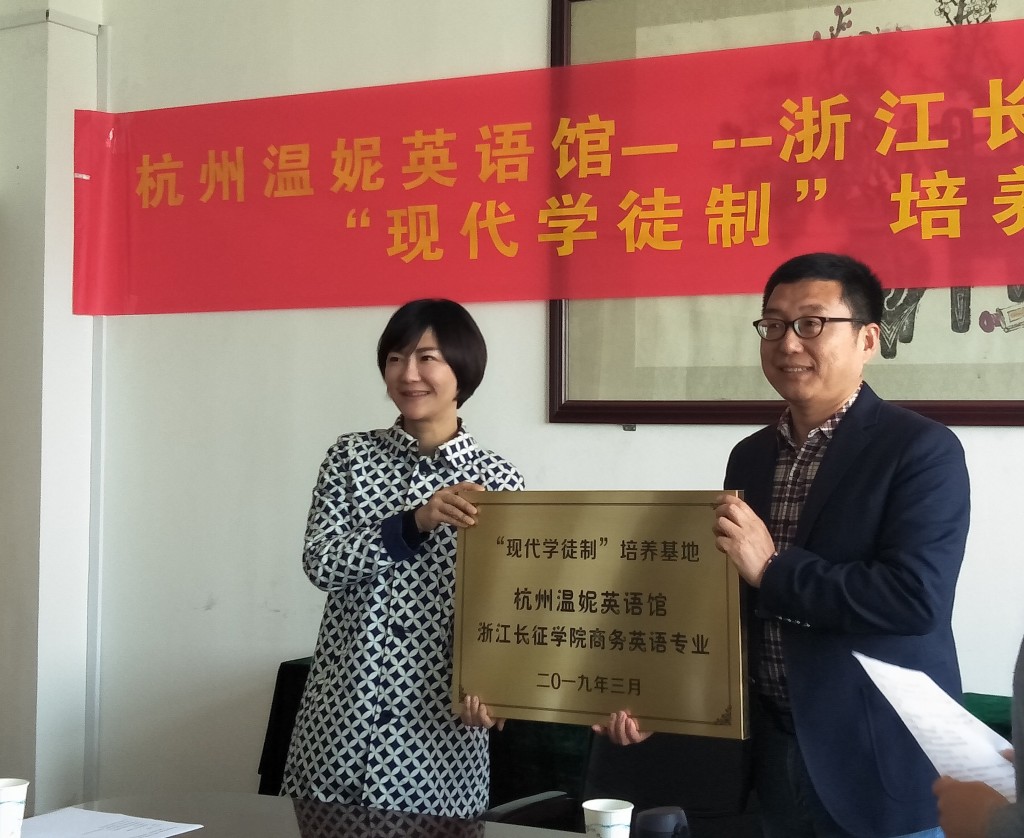 杭州温妮英语馆— --浙江长
“现代学徒制”培养
“现代学徒制”培养基地
杭州温妮英语馆
浙江长征学院商务英语专业
二0一九年三月